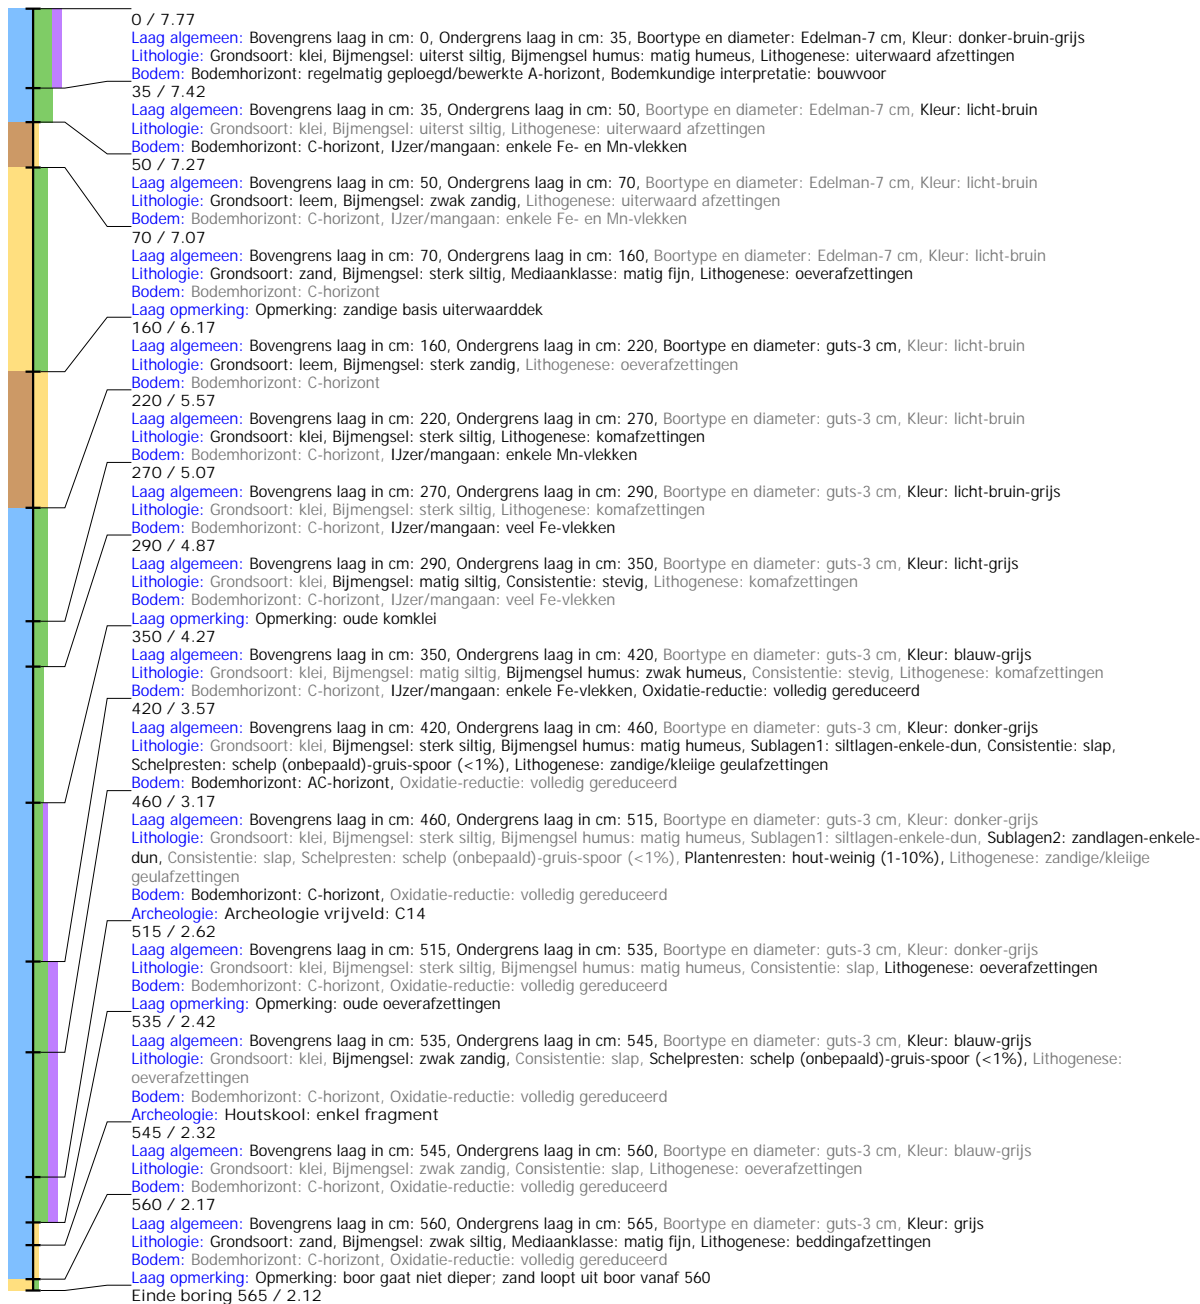 0 / 7.77
Laag algemeen: Bovengrens laag in cm: 0, Ondergrens laag in cm: 35, Boortype en diameter: Edelman-7 cm, Kleur: donker-bruin-grijs
Lithologie: Grondsoort: klei, Bijmengsel: uiterst siltig, Bijmengsel humus: matig humeus, Lithogenese: uiterwaard afzettingen
Bodem: Bodemhorizont: regelmatig geploegd/bewerkte A-horizont, Bodemkundige interpretatie: bouwvoor
35 / 7.42
Laag algemeen: Bovengrens laag in cm: 35, Ondergrens laag in cm: 50, Boortype en diameter: Edelman-7 cm, Kleur: licht-bruin
Lithologie: Grondsoort: klei, Bijmengsel: uiterst siltig, Lithogenese: uiterwaard afzettingen
Bodem: Bodemhorizont: C-horizont, IJzer/mangaan: enkele Fe- en Mn-vlekken
50 / 7.27
Laag algemeen: Bovengrens laag in cm: 50, Ondergrens laag in cm: 70, Boortype en diameter: Edelman-7 cm, Kleur: licht-bruin
Lithologie: Grondsoort: leem, Bijmengsel: zwak zandig, Lithogenese: uiterwaard afzettingen
Bodem: Bodemhorizont: C-horizont, IJzer/mangaan: enkele Fe- en Mn-vlekken
70 / 7.07
Laag algemeen: Bovengrens laag in cm: 70, Ondergrens laag in cm: 160, Boortype en diameter: Edelman-7 cm, Kleur: licht-bruin
Lithologie: Grondsoort: zand, Bijmengsel: sterk siltig, Mediaanklasse: matig fijn, Lithogenese: oeverafzettingen
Bodem: Bodemhorizont: C-horizont
Laag opmerking: Opmerking: zandige basis uiterwaarddek
160 / 6.17
Laag algemeen: Bovengrens laag in cm: 160, Ondergrens laag in cm: 220, Boortype en diameter: guts-3 cm, Kleur: licht-bruin
Lithologie: Grondsoort: leem, Bijmengsel: sterk zandig, Lithogenese: oeverafzettingen
Bodem: Bodemhorizont: C-horizont
220 / 5.57
Laag algemeen: Bovengrens laag in cm: 220, Ondergrens laag in cm: 270, Boortype en diameter: guts-3 cm, Kleur: licht-bruin
Lithologie: Grondsoort: klei, Bijmengsel: sterk siltig, Lithogenese: komafzettingen
Bodem: Bodemhorizont: C-horizont, IJzer/mangaan: enkele Mn-vlekken
270 / 5.07
Laag algemeen: Bovengrens laag in cm: 270, Ondergrens laag in cm: 290, Boortype en diameter: guts-3 cm, Kleur: licht-bruin-grijs
Lithologie: Grondsoort: klei, Bijmengsel: sterk siltig, Lithogenese: komafzettingen
Bodem: Bodemhorizont: C-horizont, IJzer/mangaan: veel Fe-vlekken
290 / 4.87
Laag algemeen: Bovengrens laag in cm: 290, Ondergrens laag in cm: 350, Boortype en diameter: guts-3 cm, Kleur: licht-grijs
Lithologie: Grondsoort: klei, Bijmengsel: matig siltig, Consistentie: stevig, Lithogenese: komafzettingen
Bodem: Bodemhorizont: C-horizont, IJzer/mangaan: veel Fe-vlekken
Laag opmerking: Opmerking: oude komklei
350 / 4.27
Laag algemeen: Bovengrens laag in cm: 350, Ondergrens laag in cm: 420, Boortype en diameter: guts-3 cm, Kleur: blauw-grijs
Lithologie: Grondsoort: klei, Bijmengsel: matig siltig, Bijmengsel humus: zwak humeus, Consistentie: stevig, Lithogenese: komafzettingen
Bodem: Bodemhorizont: C-horizont, IJzer/mangaan: enkele Fe-vlekken, Oxidatie-reductie: volledig gereduceerd
420 / 3.57
Laag algemeen: Bovengrens laag in cm: 420, Ondergrens laag in cm: 460, Boortype en diameter: guts-3 cm, Kleur: donker-grijs
Lithologie: Grondsoort: klei, Bijmengsel: sterk siltig, Bijmengsel humus: matig humeus, Sublagen1: siltlagen-enkele-dun, Consistentie: slap,
Schelpresten: schelp (onbepaald)-gruis-spoor (<1%), Lithogenese: zandige/kleiige geulafzettingen
Bodem: Bodemhorizont: AC-horizont, Oxidatie-reductie: volledig gereduceerd
460 / 3.17
Laag algemeen: Bovengrens laag in cm: 460, Ondergrens laag in cm: 515, Boortype en diameter: guts-3 cm, Kleur: donker-grijs
Lithologie: Grondsoort: klei, Bijmengsel: sterk siltig, Bijmengsel humus: matig humeus, Sublagen1: siltlagen-enkele-dun, Sublagen2: zandlagen-enkele-
dun, Consistentie: slap, Schelpresten: schelp (onbepaald)-gruis-spoor (<1%), Plantenresten: hout-weinig (1-10%), Lithogenese: zandige/kleiige
geulafzettingen
Bodem: Bodemhorizont: C-horizont, Oxidatie-reductie: volledig gereduceerd
Archeologie: Archeologie vrijveld: C14
515 / 2.62
Laag algemeen: Bovengrens laag in cm: 515, Ondergrens laag in cm: 535, Boortype en diameter: guts-3 cm, Kleur: donker-grijs
Lithologie: Grondsoort: klei, Bijmengsel: sterk siltig, Bijmengsel humus: matig humeus, Consistentie: slap, Lithogenese: oeverafzettingen
Bodem: Bodemhorizont: C-horizont, Oxidatie-reductie: volledig gereduceerd
Laag opmerking: Opmerking: oude oeverafzettingen
535 / 2.42
Laag algemeen: Bovengrens laag in cm: 535, Ondergrens laag in cm: 545, Boortype en diameter: guts-3 cm, Kleur: blauw-grijs
Lithologie: Grondsoort: klei, Bijmengsel: zwak zandig, Consistentie: slap, Schelpresten: schelp (onbepaald)-gruis-spoor (<1%), Lithogenese:
oeverafzettingen
Bodem: Bodemhorizont: C-horizont, Oxidatie-reductie: volledig gereduceerd
Archeologie: Houtskool: enkel fragment
545 / 2.32
Laag algemeen: Bovengrens laag in cm: 545, Ondergrens laag in cm: 560, Boortype en diameter: guts-3 cm, Kleur: blauw-grijs
Lithologie: Grondsoort: klei, Bijmengsel: zwak zandig, Consistentie: slap, Lithogenese: oeverafzettingen
Bodem: Bodemhorizont: C-horizont, Oxidatie-reductie: volledig gereduceerd
560 / 2.17
Laag algemeen: Bovengrens laag in cm: 560, Ondergrens laag in cm: 565, Boortype en diameter: guts-3 cm, Kleur: grijs
Lithologie: Grondsoort: zand, Bijmengsel: zwak siltig, Mediaanklasse: matig fijn, Lithogenese: beddingafzettingen
Bodem: Bodemhorizont: C-horizont, Oxidatie-reductie: volledig gereduceerd
Laag opmerking: Opmerking: boor gaat niet dieper; zand loopt uit boor vanaf 560
Einde boring 565 / 2.12